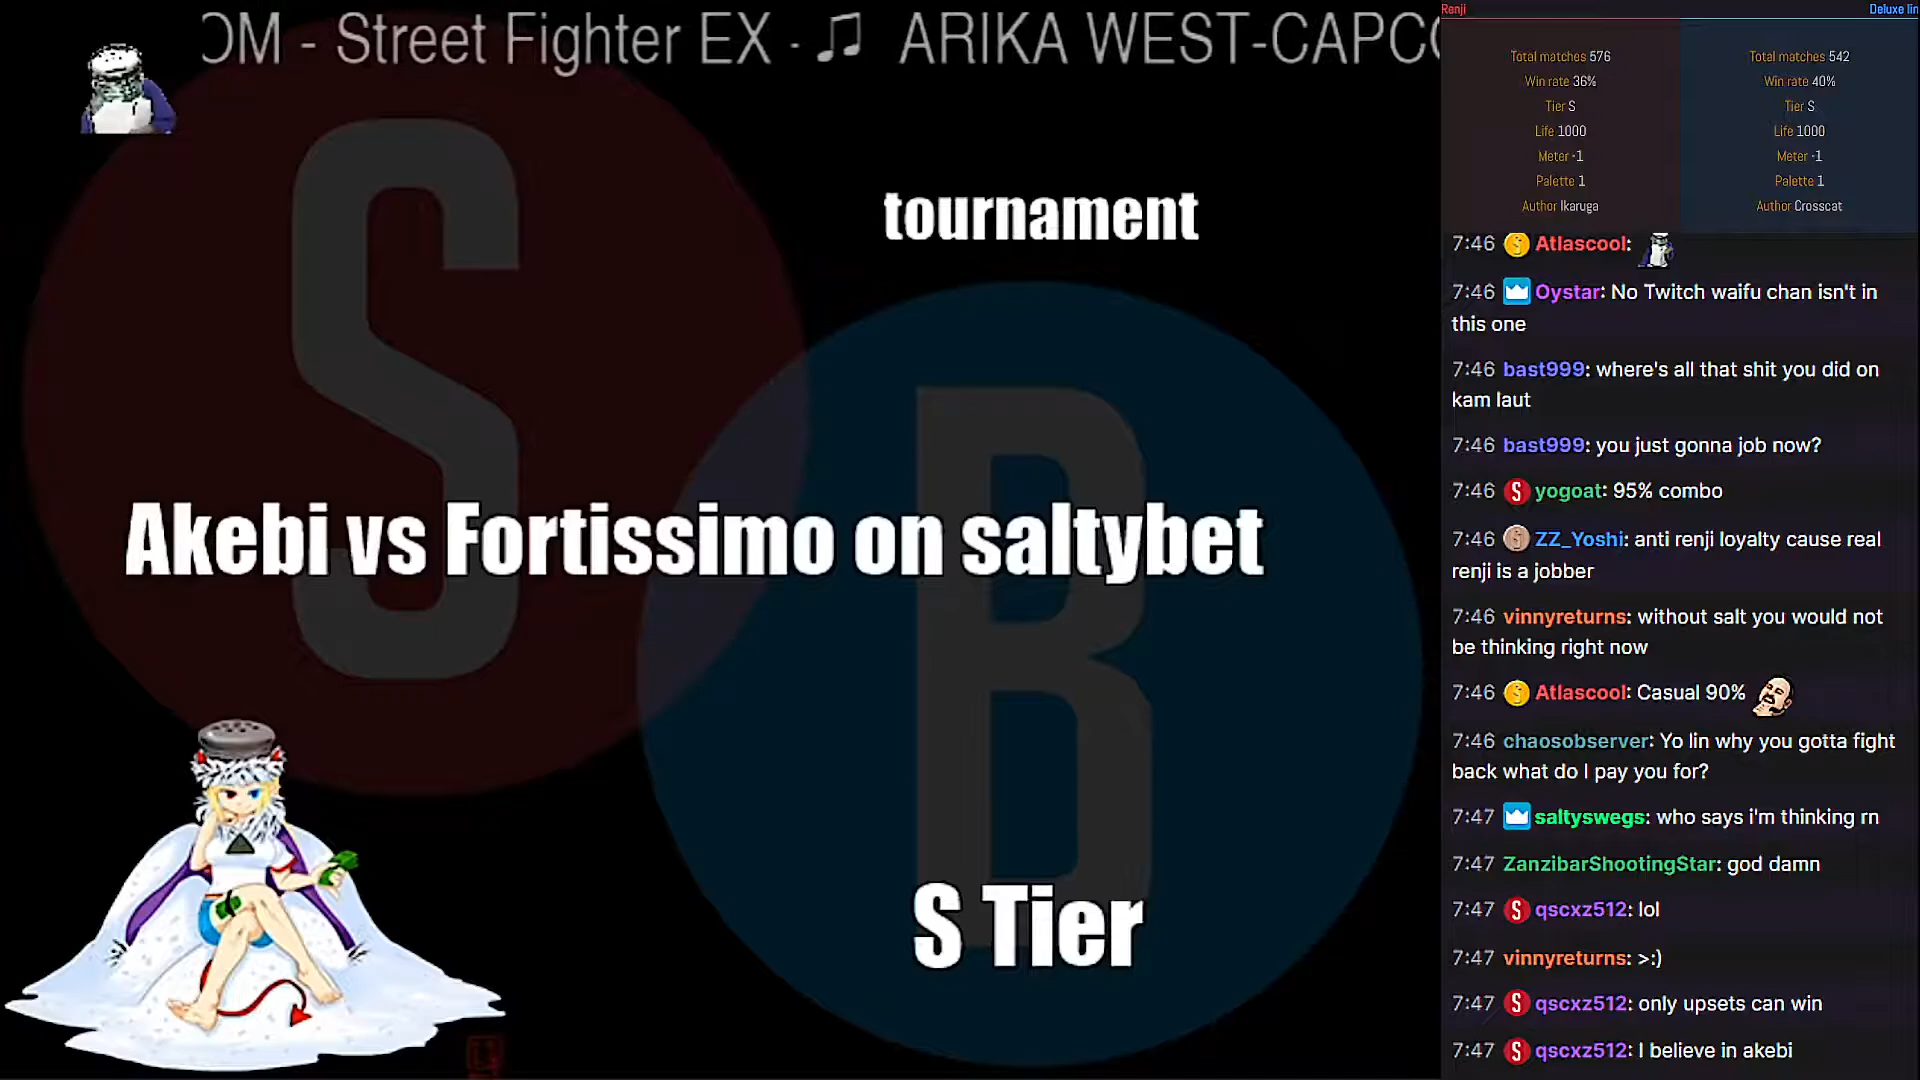 OM - Street Fighter EX - ♫ ARIKA WEST-CAPCO
tournament
S
B
Akebi vs Fortissimo on saltybet
S Tier
Renji
Deluxe lin
Total matches 576
Win rate 36%
Tier S
Life 1000
Meter -1
Palette 1
Author Ikaruga
Total matches 542
Win rate 40%
Tier S
Life 1000
Meter -1
Palette 1
Author Crosscat
7:46 Atlascool:
7:46 Oystar: No Twitch waifu chan isn't in
this one
7:46 bast999: where's all that shit you did on
kam laut
7:46 bast999: you just gonna job now?
7:46 yogoat: 95% combo
7:46 ZZ_Yoshi: anti renji loyalty cause real
renji is a jobber
7:46 vinnyreturns: without salt you would not
be thinking right now
7:46 Atlascool: Casual 90%
7:46 chaosobserver: Yo lin why you gotta fight
back what do I pay you for?
7:47 saltyswegs: who says i'm thinking rn
7:47 ZanzibarShootingStar: god damn
7:47 qscxz512: lol
7:47 vinnyreturns: >:)
7:47 qscxz512: only upsets can win
7:47 qscxz512: I believe in akebi